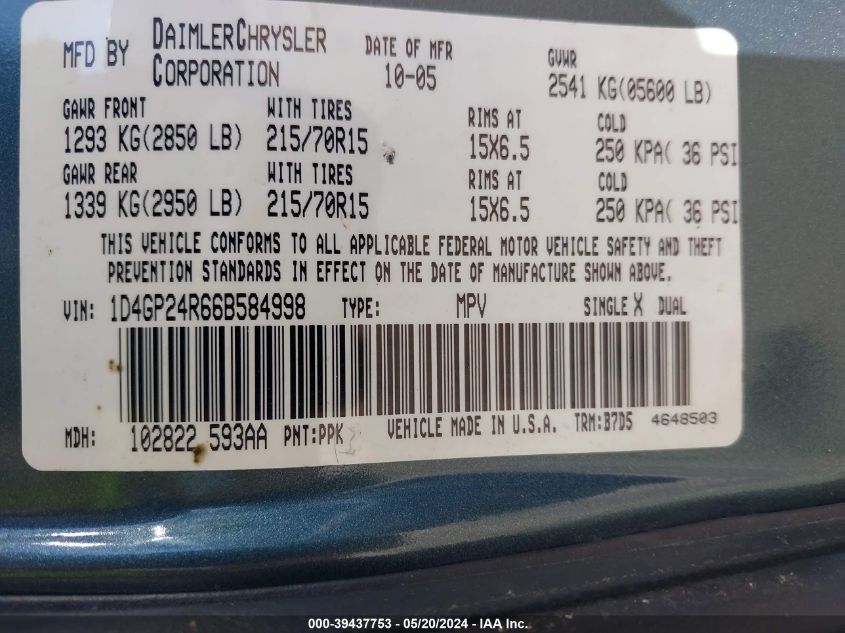 MFD BY DAIMLERCHRYSLER CORPORATION DATE OF MFR 10-05 GVWR 2541 KG(05600 LB)
GAWR FRONT WITH TIRES RIMS AT COLD
1293 KG(2850 LB) 215/70R15 15X6.5 250 KPA( 36 PSI
GAWR REAR WITH TIRES RIMS AT COLD
1339 KG(2950 LB) 215/70R15 15X6.5 250 KPA( 36 PSI
THIS VEHICLE CONFORMS TO ALL APPLICABLE FEDERAL MOTOR VEHICLE SAFETY AND THEFT
PREVENTION STANDARDS IN EFFECT ON THE DATE OF MANUFACTURE SHOWN ABOVE.
VIN: 1D4GP24R66B584998 TYPE: MPV SINGLE X DUAL
MDH: 102822 593AA PNT:PPK VEHICLE MADE IN U.S.A. TRM:B7D5 4648503
000-39437753 - 05/20/2024 - IAA Inc.